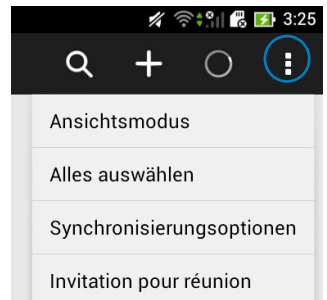 3:25
Ansichtsmodus
Alles auswählen
Synchronisierungsoptionen
Invitation pour réunion